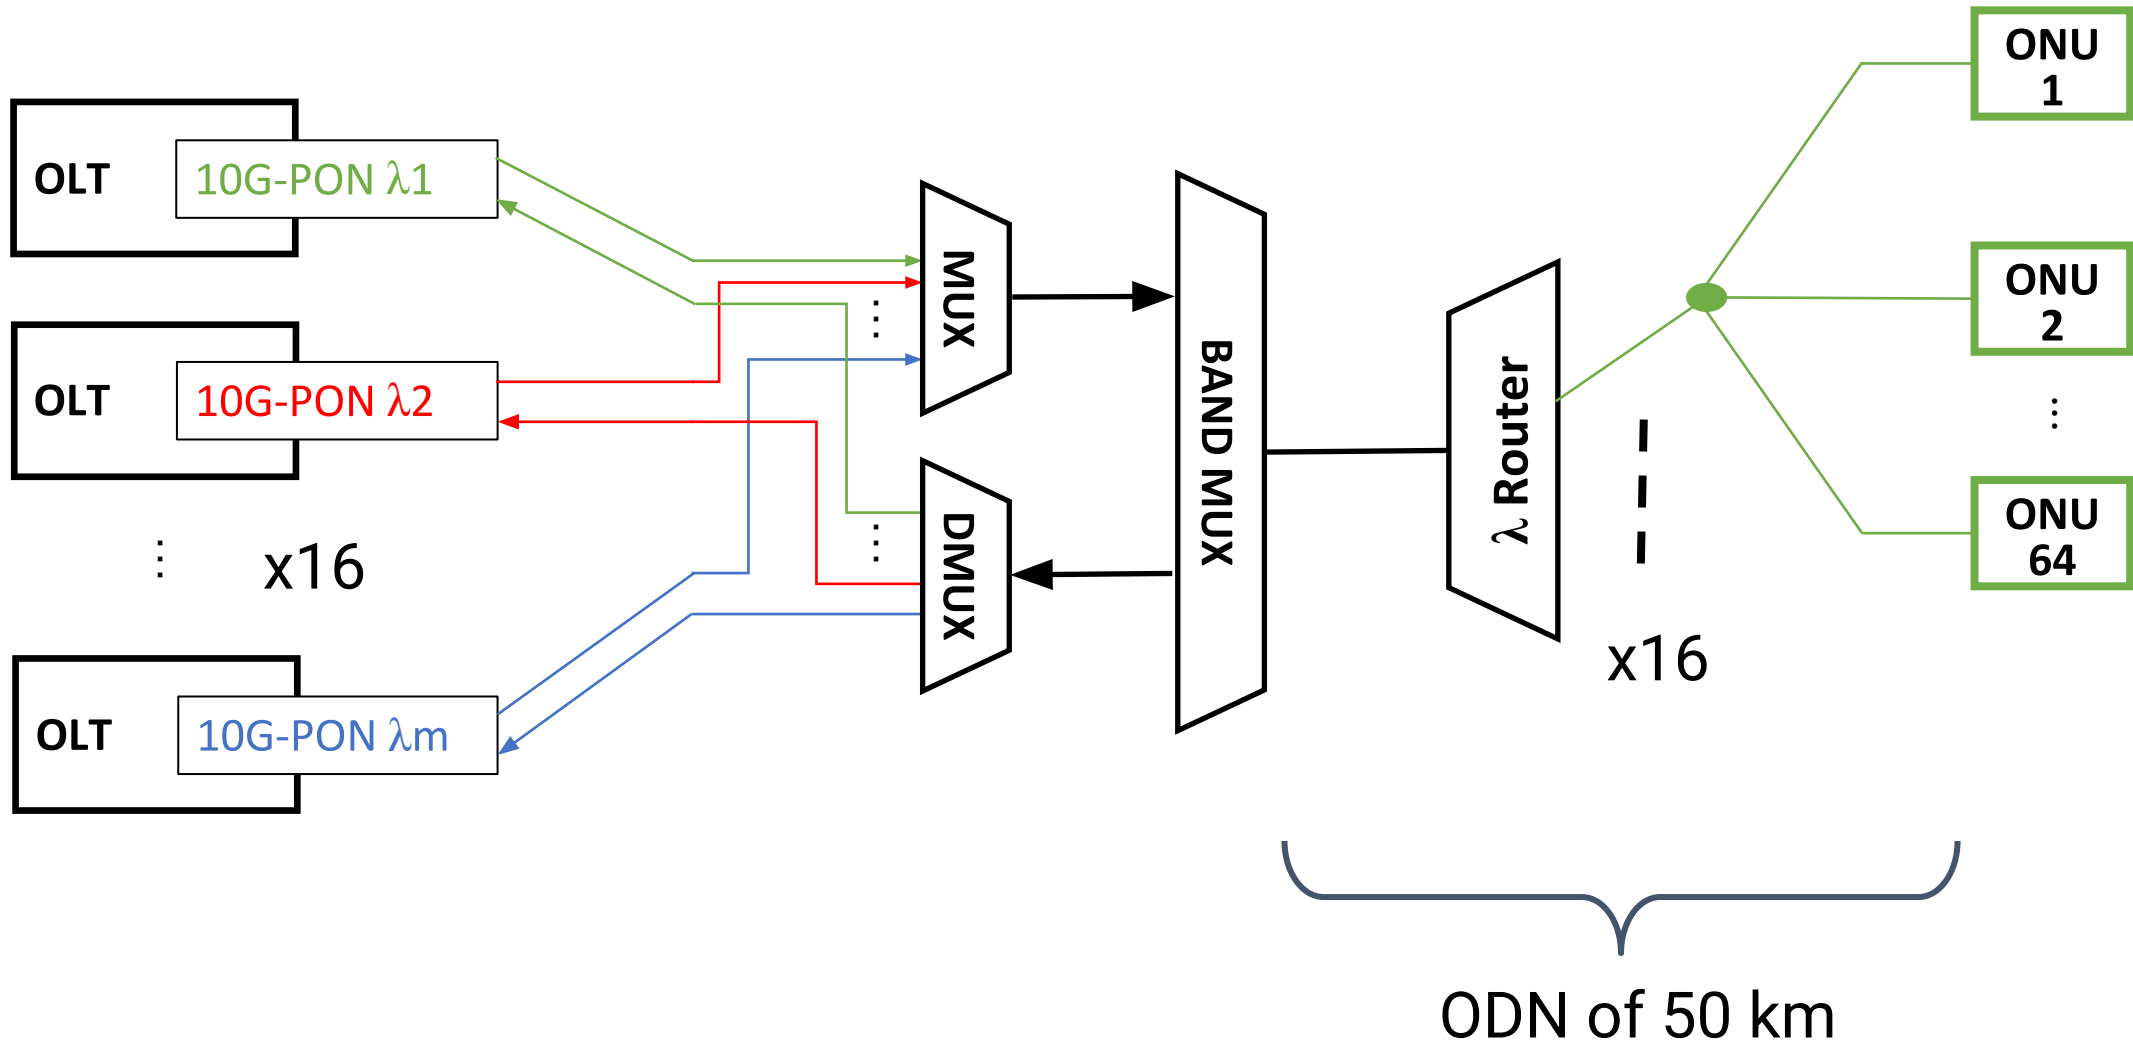 OLT
10G-PON λ1
OLT
10G-PON λ2
⋮
x16
OLT
10G-PON λm
MUX
⋮
DMUX
⋮
BAND MUX
λ Router
x16
ONU
1
ONU
2
⋮
ONU
64
ODN of 50 km